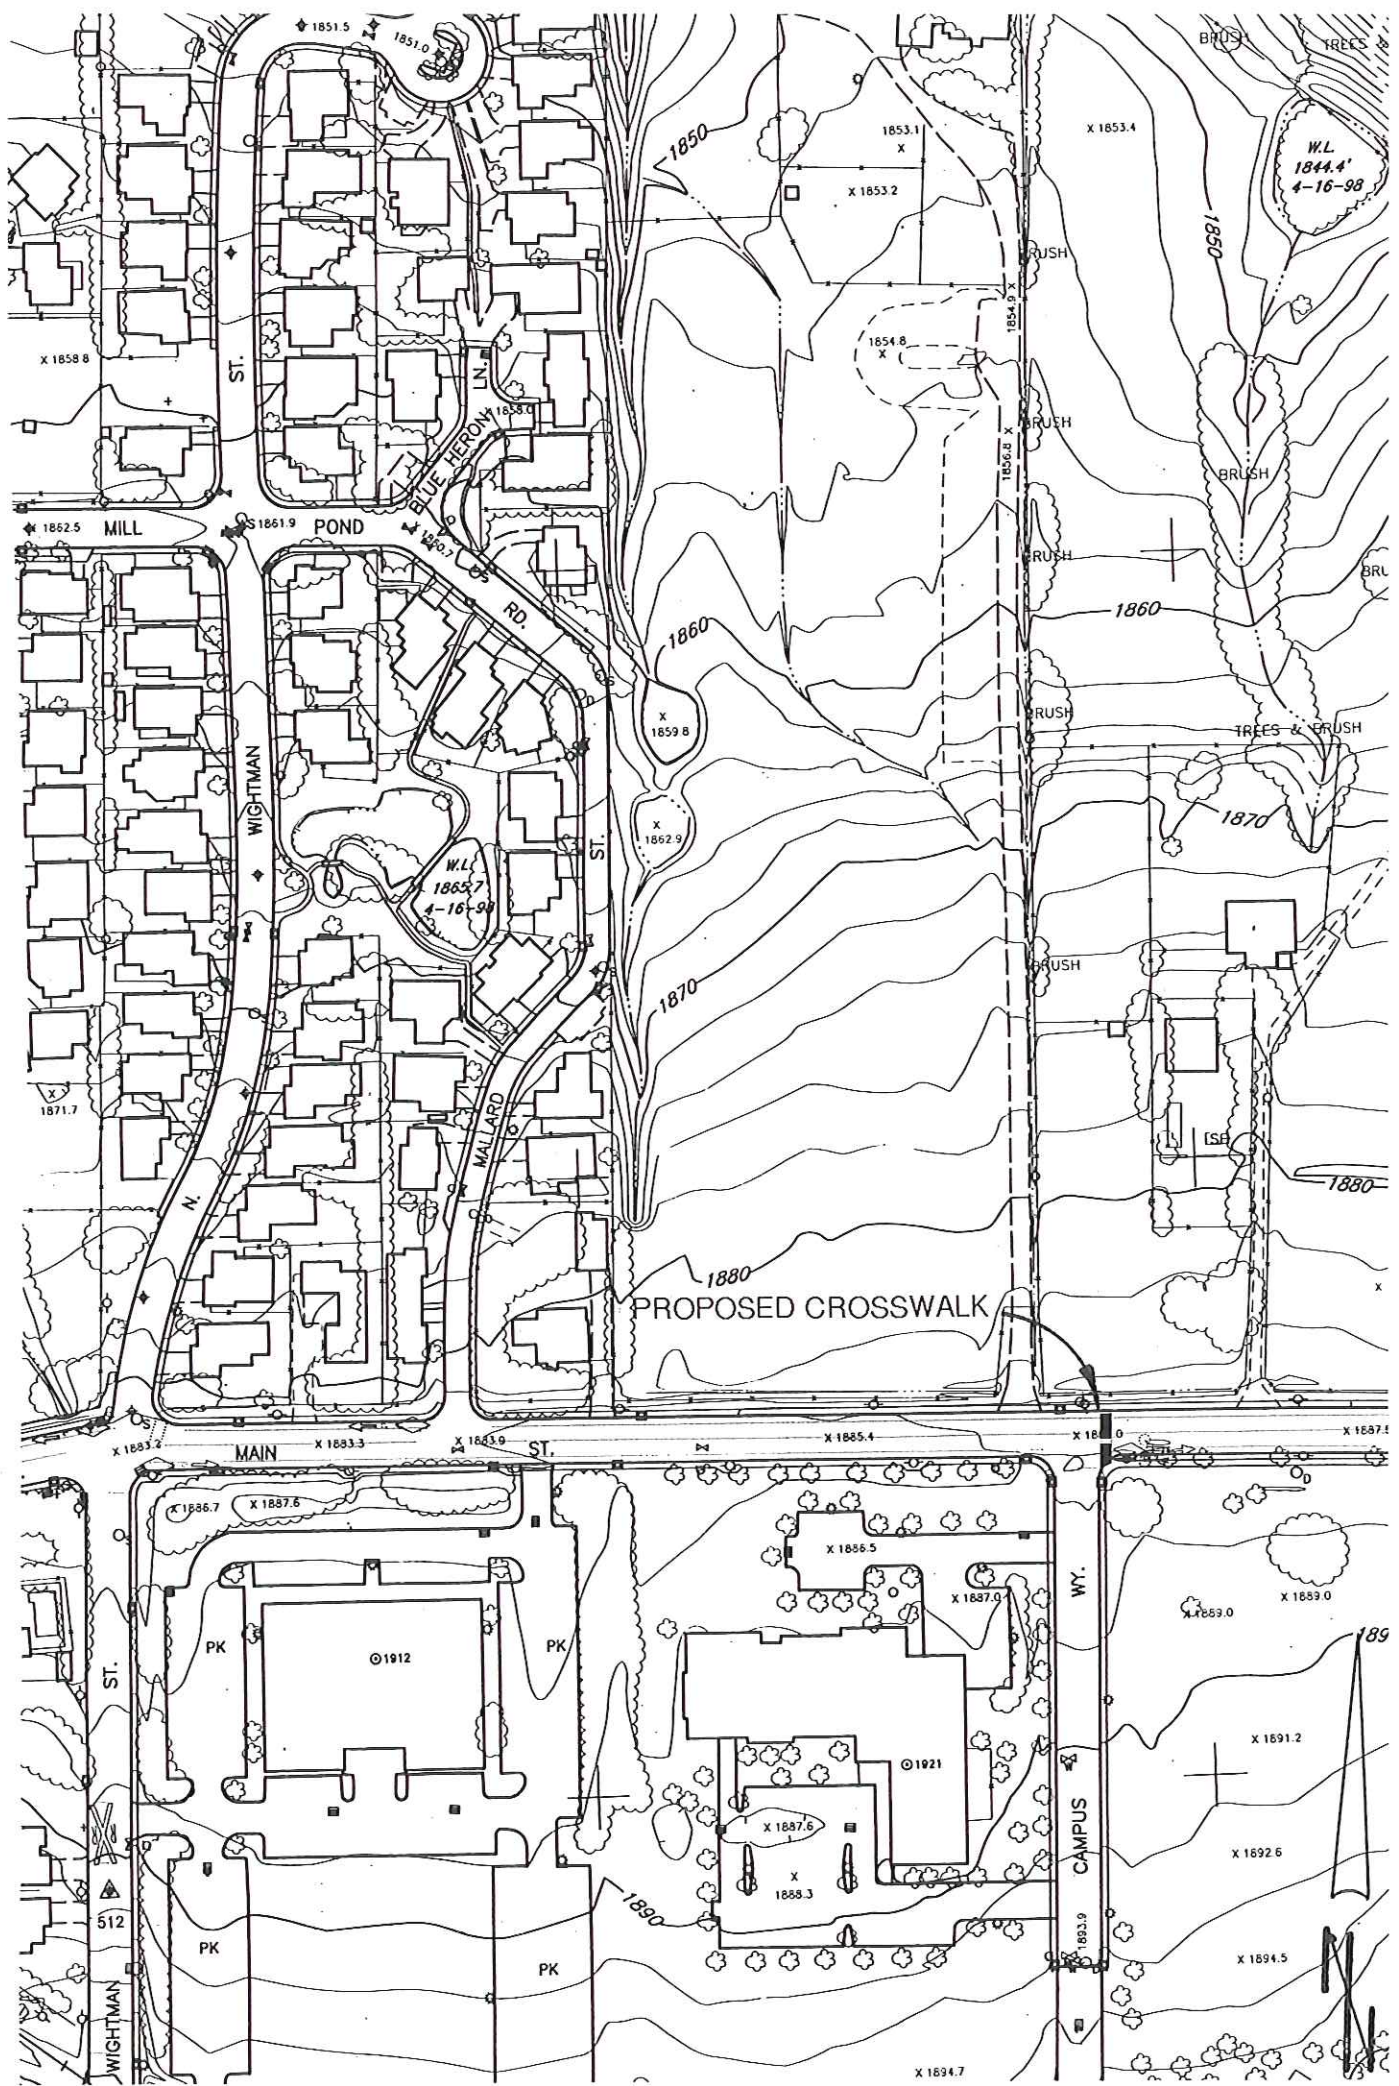 1851.5
1851.0
BRUSH
TREES &
1850
1853.1
X
X 1853.4
X 1853.2
W.L.
1844.4'
4-16-98
1850
RUSH
1854.9 X
1854.8
X
X 1858.8
ST.
LN.
X1858.0
BLUE HERON
BRUSH
1856.8 X
BRUSH
X 1862.5
MILL
S1861.9
POND
X 1860.7
D
S
BRUSH
BRU
RD.
1860
1860
S
D
X
1859.8
RUSH
TREES & BRUSH
WIGHTMAN
1870
X
1862.9
ST.
W.L.
1865.7
4-16-98
BRUSH
1870
X
1871.7
MALLARD
N.
1880
1880
PROPOSED CROSSWALK
X 1883.2
S
MAIN
X 1883.3
X 1883.9
ST.
X 1885.4
X 1887.5
D
X 1886.7
X 1887.6
X 1886.5
WY.
X 1887.0
X 1889.0
X 1889.0
189
PK
PK
1912
ST.
X 1891.2
1921
X 1887.6
CAMPUS
X 1892.6
X
1888.3
512
1890
1893.9
PK
PK
X 1894.5
WIGHTMAN
X 1894.7
N